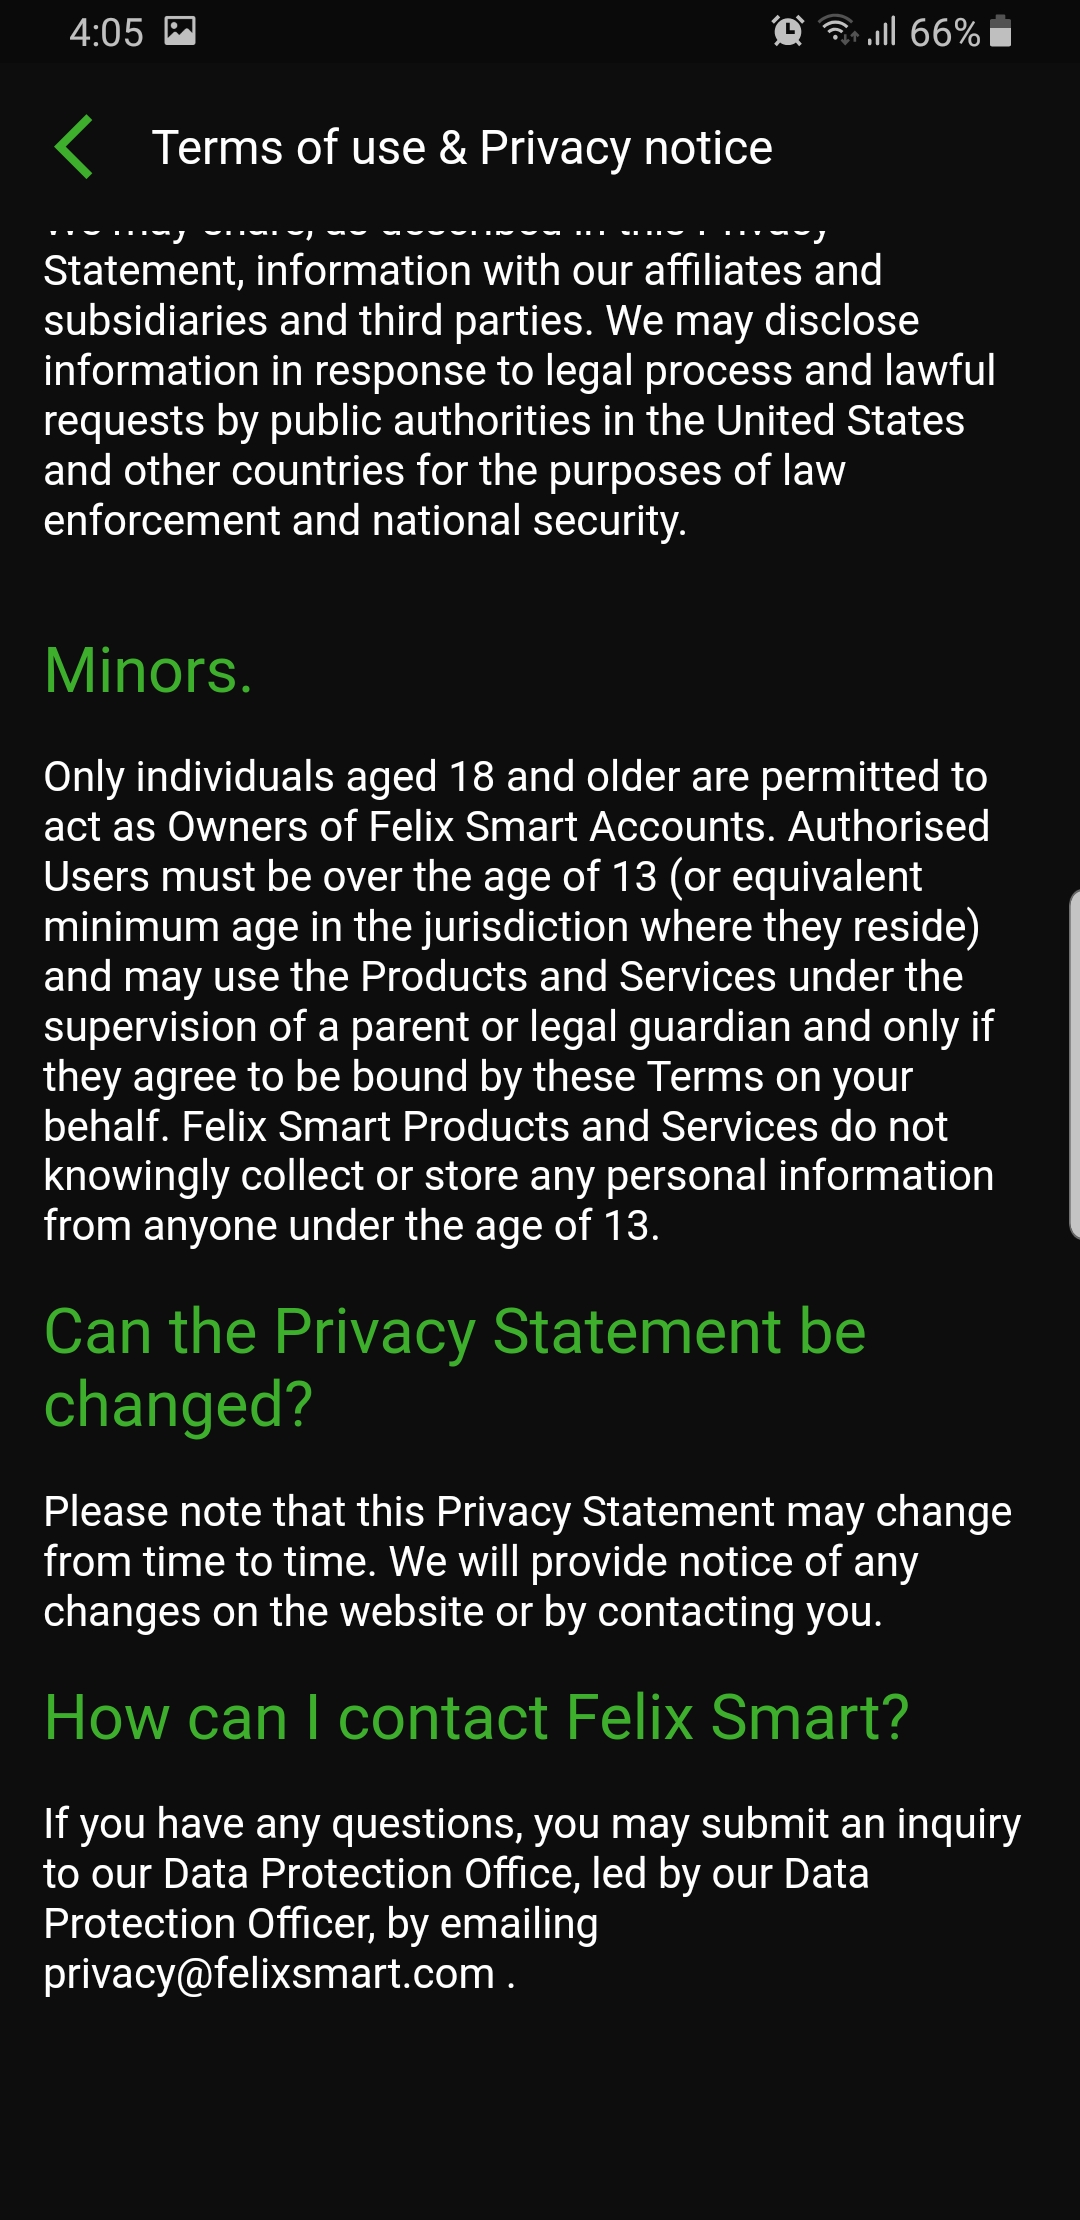 4:05
66%
Terms of use & Privacy notice
We may share, as described in this Privacy
Statement, information with our affiliates and
subsidiaries and third parties. We may disclose
information in response to legal process and lawful
requests by public authorities in the United States
and other countries for the purposes of law
enforcement and national security.
Minors.
Only individuals aged 18 and older are permitted to
act as Owners of Felix Smart Accounts. Authorised
Users must be over the age of 13 (or equivalent
minimum age in the jurisdiction where they reside)
and may use the Products and Services under the
supervision of a parent or legal guardian and only if
they agree to be bound by these Terms on your
behalf. Felix Smart Products and Services do not
knowingly collect or store any personal information
from anyone under the age of 13.
Can the Privacy Statement be
changed?
Please note that this Privacy Statement may change
from time to time. We will provide notice of any
changes on the website or by contacting you.
How can I contact Felix Smart?
If you have any questions, you may submit an inquiry
to our Data Protection Office, led by our Data
Protection Officer, by emailing
privacy@felixsmart.com .